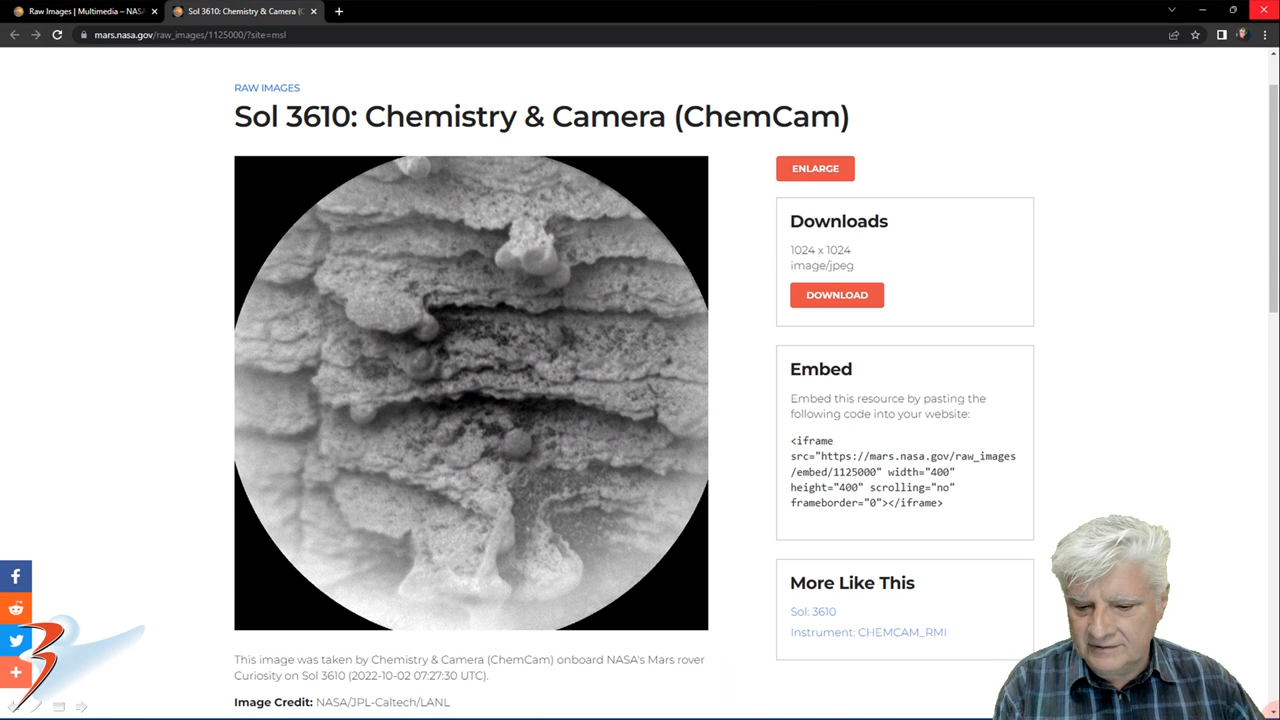 Raw Images | Multimedia – NASA
Sol 3610: Chemistry & Camera (C
mars.nasa.gov/raw_images/1125000/?site=msl
RAW IMAGES
Sol 3610: Chemistry & Camera (ChemCam)
ENLARGE
Downloads
1024 x 1024
image/jpeg
DOWNLOAD
Embed
Embed this resource by pasting the
following code into your website:
<iframe
src="https://mars.nasa.gov/raw_images
/embed/1125000" width="400"
height="400" scrolling="no"
frameborder="0"></iframe>
More Like This
Sol: 3610
Instrument: CHEMCAM_RMI
This image was taken by Chemistry & Camera (ChemCam) onboard NASA's Mars rover
Curiosity on Sol 3610 (2022-10-02 07:27:30 UTC).
Image Credit: NASA/JPL-Caltech/LANL